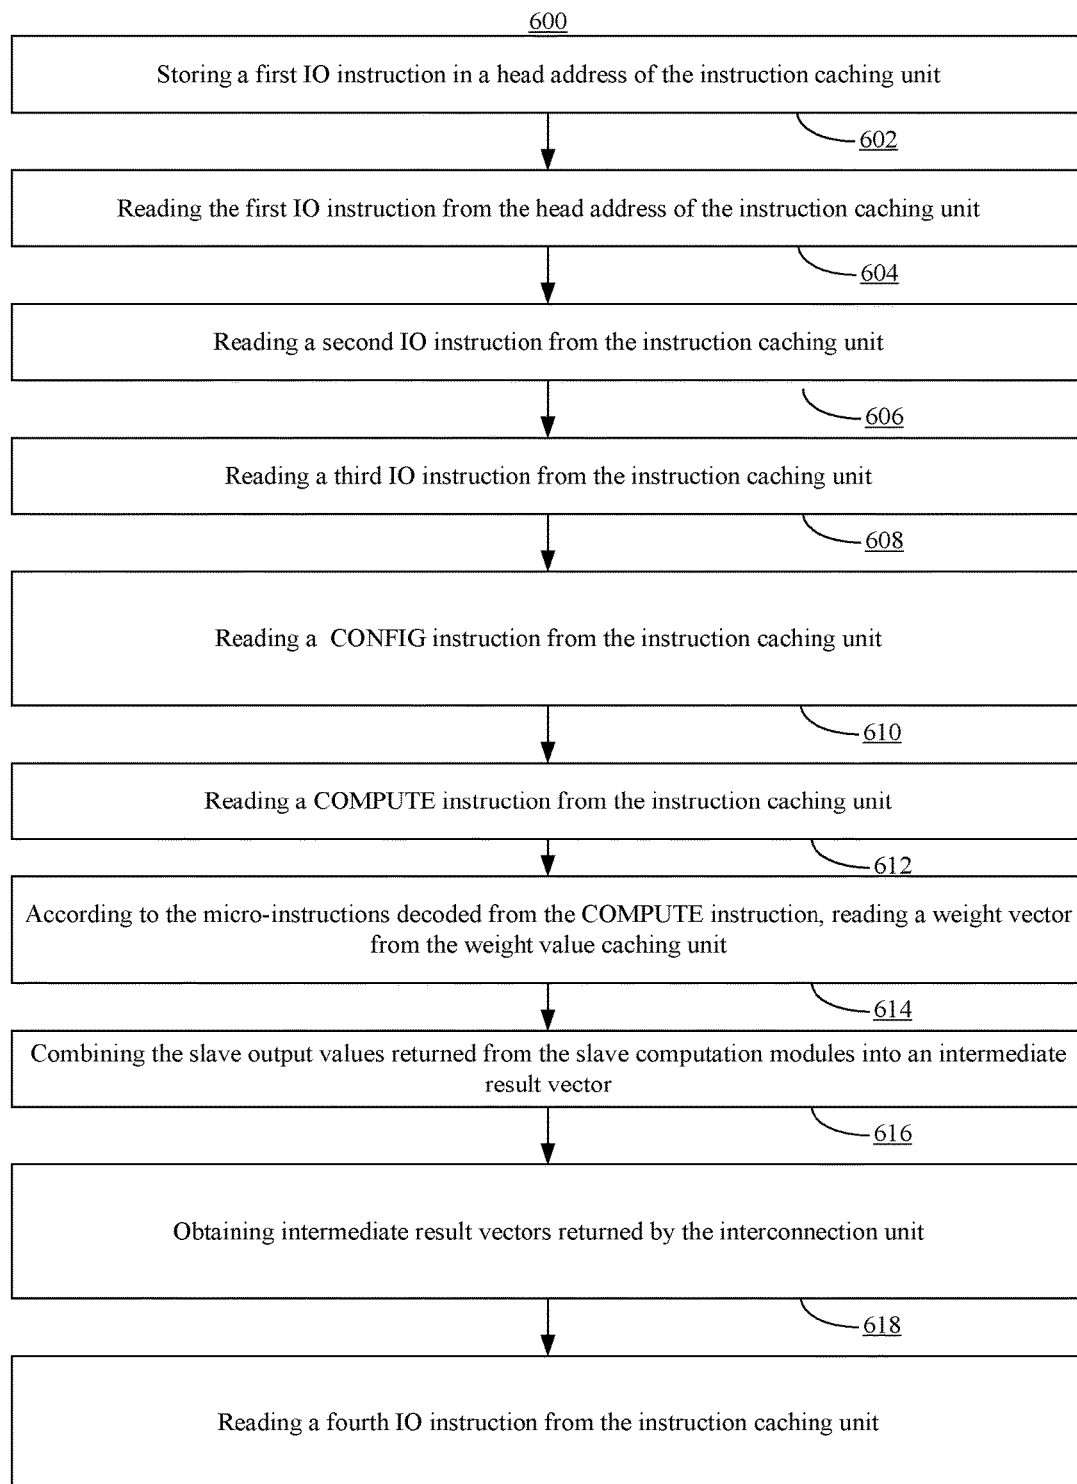 600
Storing a first IO instruction in a head address of the instruction caching unit
602
Reading the first IO instruction from the head address of the instruction caching unit
604
Reading a second IO instruction from the instruction caching unit
606
Reading a third IO instruction from the instruction caching unit
608
Reading a CONFIG instruction from the instruction caching unit
610
Reading a COMPUTE instruction from the instruction caching unit
612
According to the micro-instructions decoded from the COMPUTE instruction, reading a weight vector
from the weight value caching unit
614
Combining the slave output values returned from the slave computation modules into an intermediate
result vector
616
Obtaining intermediate result vectors returned by the interconnection unit
618
Reading a fourth IO instruction from the instruction caching unit